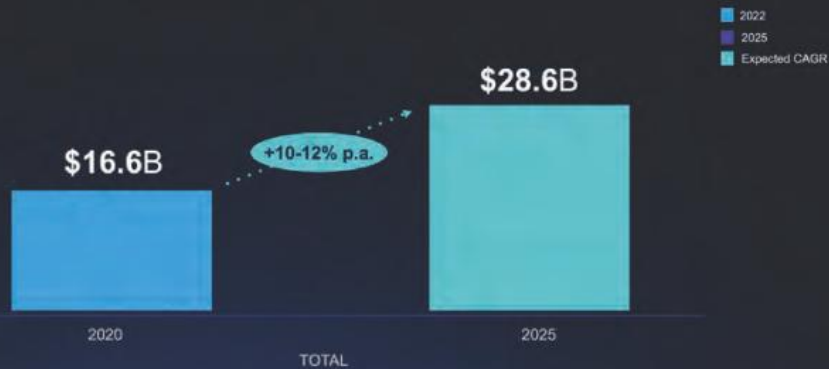 2022
2025
Expected CAGR
$28.6B
+10-12% p.a.
$16.6B
2020
2025
TOTAL